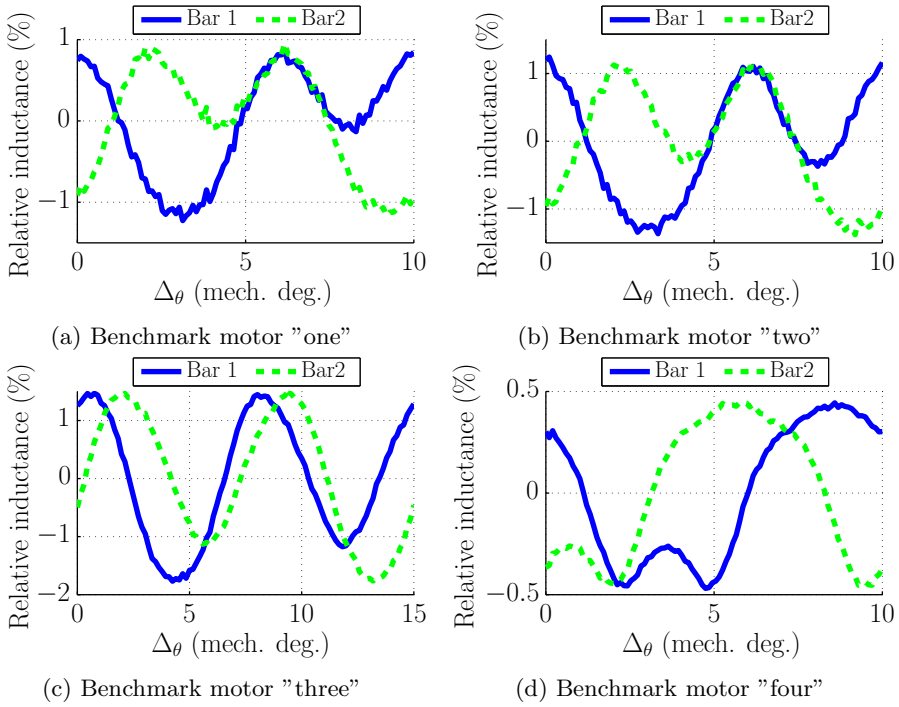 Bar 1 Bar2
Relative inductance (%)
1
0
−1
0 5 10
Δθ (mech. deg.)
(a) Benchmark motor "one"
Bar 1 Bar2
Relative inductance (%)
1
0
−1
0 5 10
Δθ (mech. deg.)
(b) Benchmark motor "two"
Bar 1 Bar2
Relative inductance (%)
1
0
−1
−2
0 5 10 15
Δθ (mech. deg.)
(c) Benchmark motor "three"
Bar 1 Bar2
Relative inductance (%)
0.5
0
−0.5
0 5 10
Δθ (mech. deg.)
(d) Benchmark motor "four"